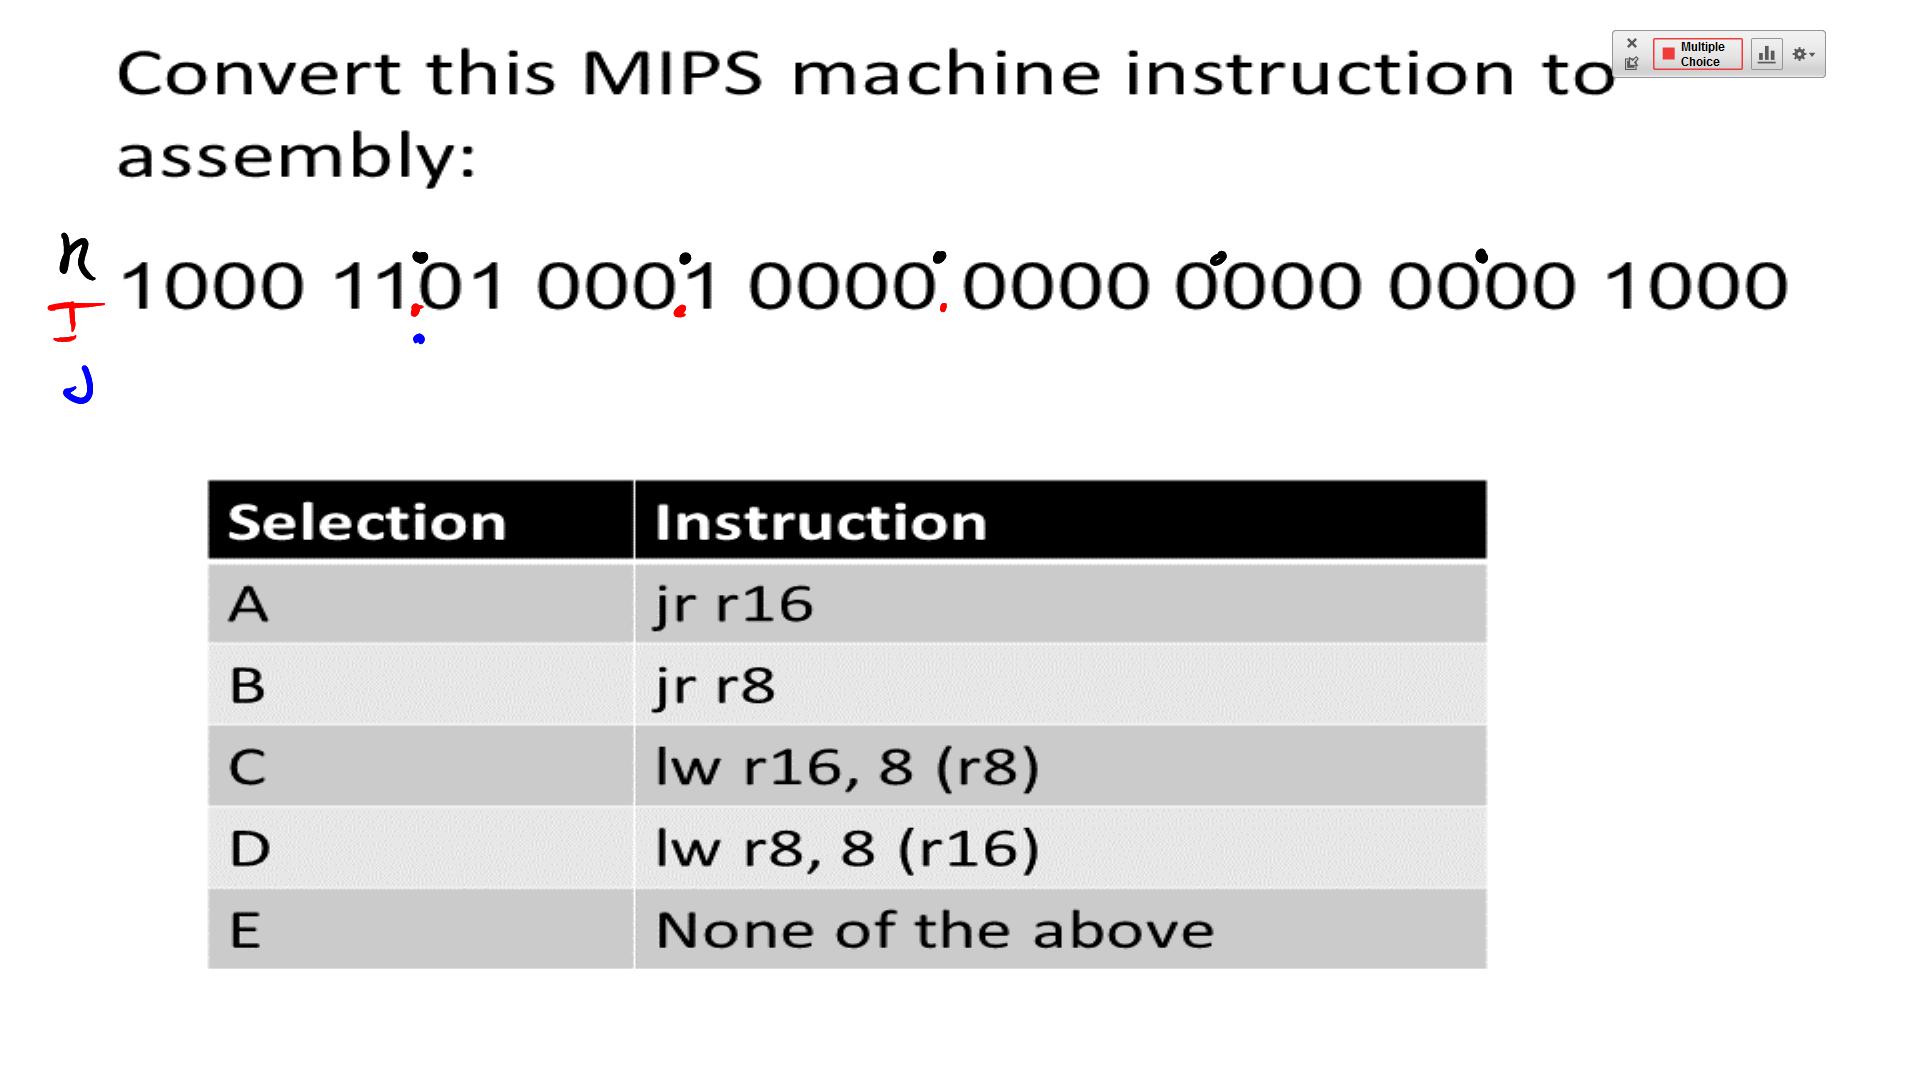 Convert this MIPS machine instruction to
assembly:
Multiple
Choice
R
1000 1101 0001 0000 0000 0000 0000 1000
I
J
Selection Instruction
A jr r16
B jr r8
C lw r16, 8 (r8)
D lw r8, 8 (r16)
E None of the above